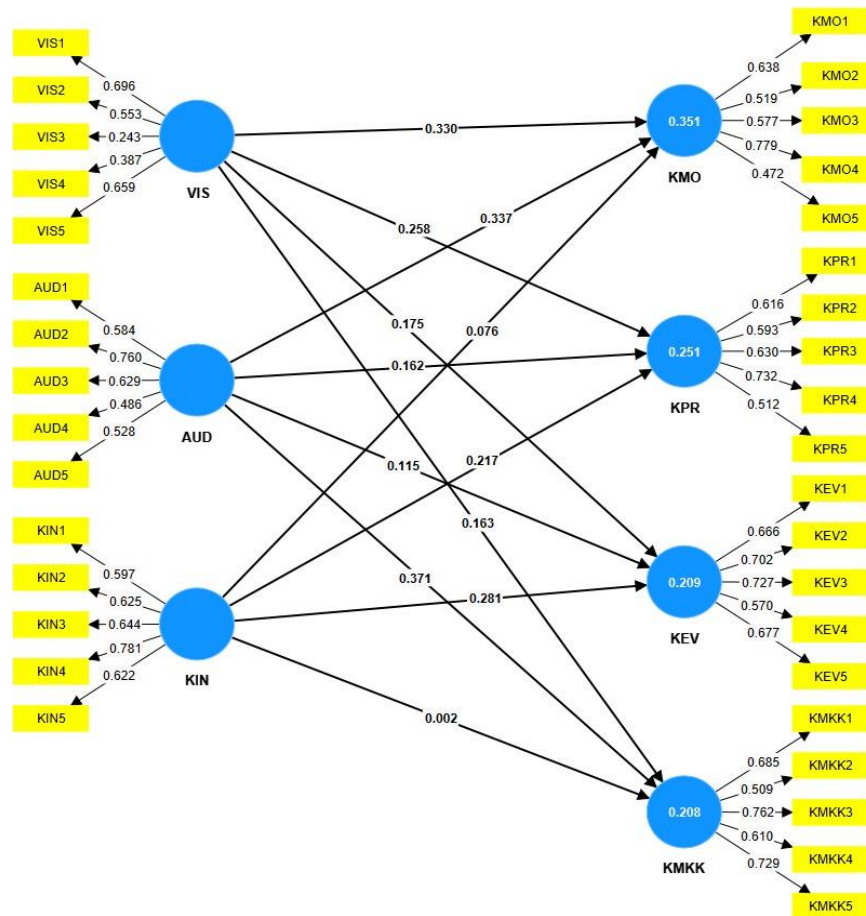 VIS1
VIS2
VIS3
VIS4
VIS5
0.696
0.553
0.243
0.387
0.659
VIS
AUD1
AUD2
AUD3
AUD4
AUD5
0.584
0.760
0.629
0.486
0.528
AUD
KIN1
KIN2
KIN3
KIN4
KIN5
0.597
0.625
0.644
0.781
0.622
KIN
0.330
0.258
0.337
0.175
0.076
0.162
0.217
0.115
0.163
0.371
0.281
0.002
0.351
KMO
0.638
0.519
0.577
0.779
0.472
KMO1
KMO2
KMO3
KMO4
KMO5
0.251
KPR
0.616
0.593
0.630
0.732
0.512
KPR1
KPR2
KPR3
KPR4
KPR5
0.209
KEV
0.666
0.702
0.727
0.570
0.677
KEV1
KEV2
KEV3
KEV4
KEV5
0.208
KMKK
0.685
0.509
0.762
0.610
0.729
KMKK1
KMKK2
KMKK3
KMKK4
KMKK5